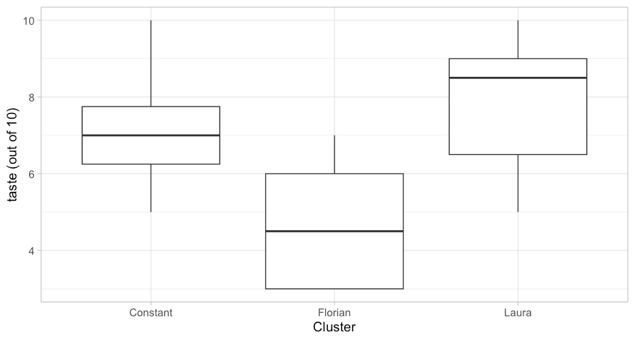 10
8
6
4
taste (out of 10)
Constant Florian Laura
Cluster